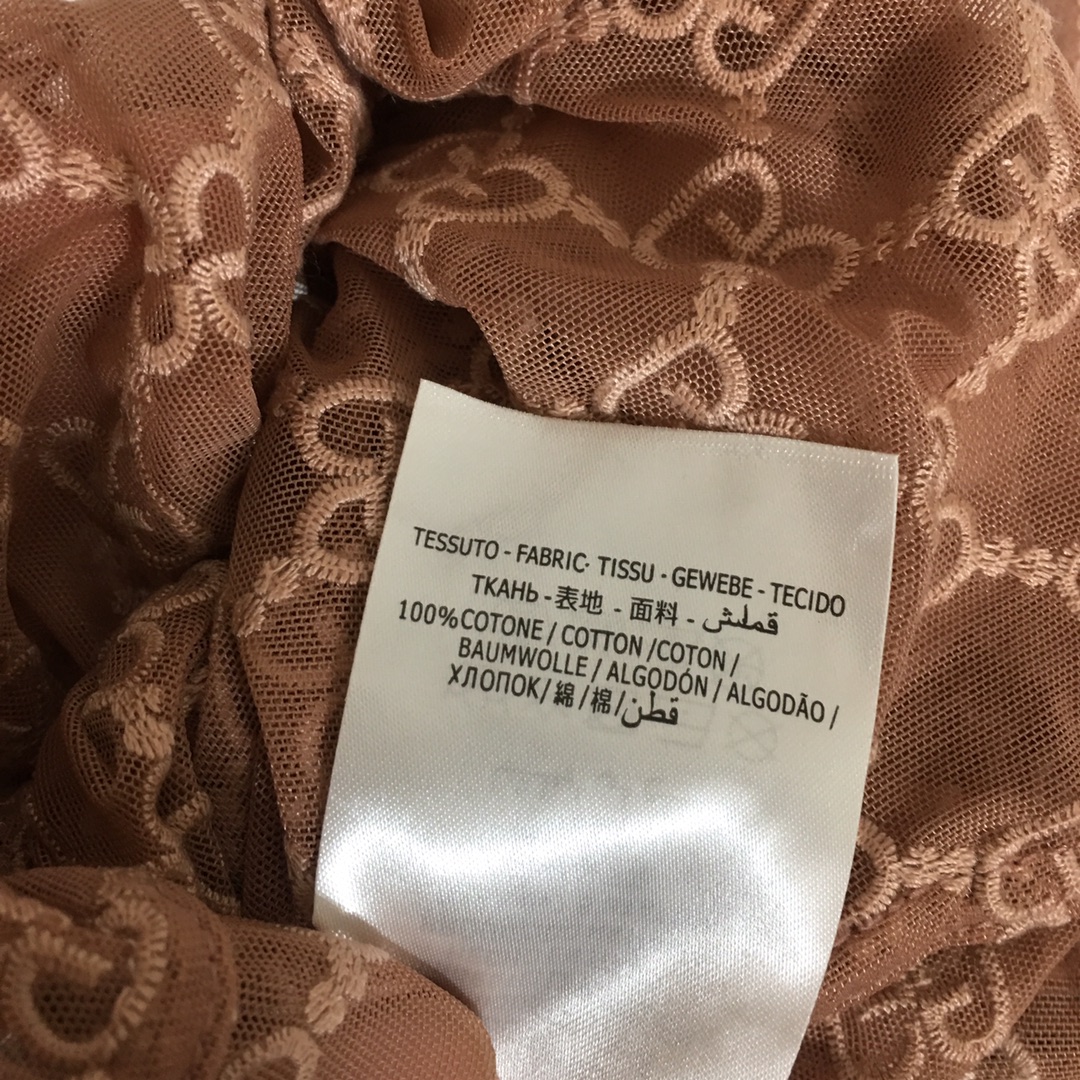 TESSUTO - FABRIC- TISSU - GEWEBE - TECIDO
ТКАНЬ - 表地 - 面料 - قماش
100%COTONE / COTTON /COTON /
BAUMWOLLE / ALGODÓN / ALGODÃO /
ХЛОПОК/ 綿 / 棉/قطن